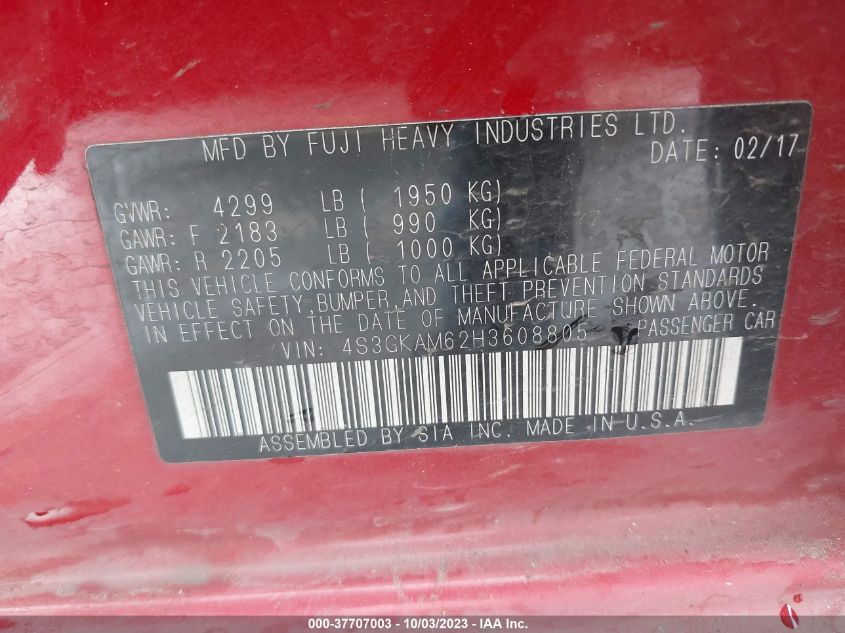 MFD BY FUJI HEAVY INDUSTRIES LTD.
DATE: 02/17
GVWR: 4299 LB ( 1950 KG)
GAWR: F 2183 LB ( 990 KG)
GAWR: R 2205 LB ( 1000 KG)
THIS VEHICLE CONFORMS TO ALL APPLICABLE FEDERAL MOTOR
VEHICLE SAFETY,BUMPER,AND THEFT PREVENTION STANDARDS
IN EFFECT ON THE DATE OF MANUFACTURE SHOWN ABOVE.
VIN: 4S3GKAM62H3608805 PASSENGER CAR
ASSEMBLED BY SIA INC. MADE IN U.S.A.
000-37707003 - 10/03/2023 - IAA Inc.